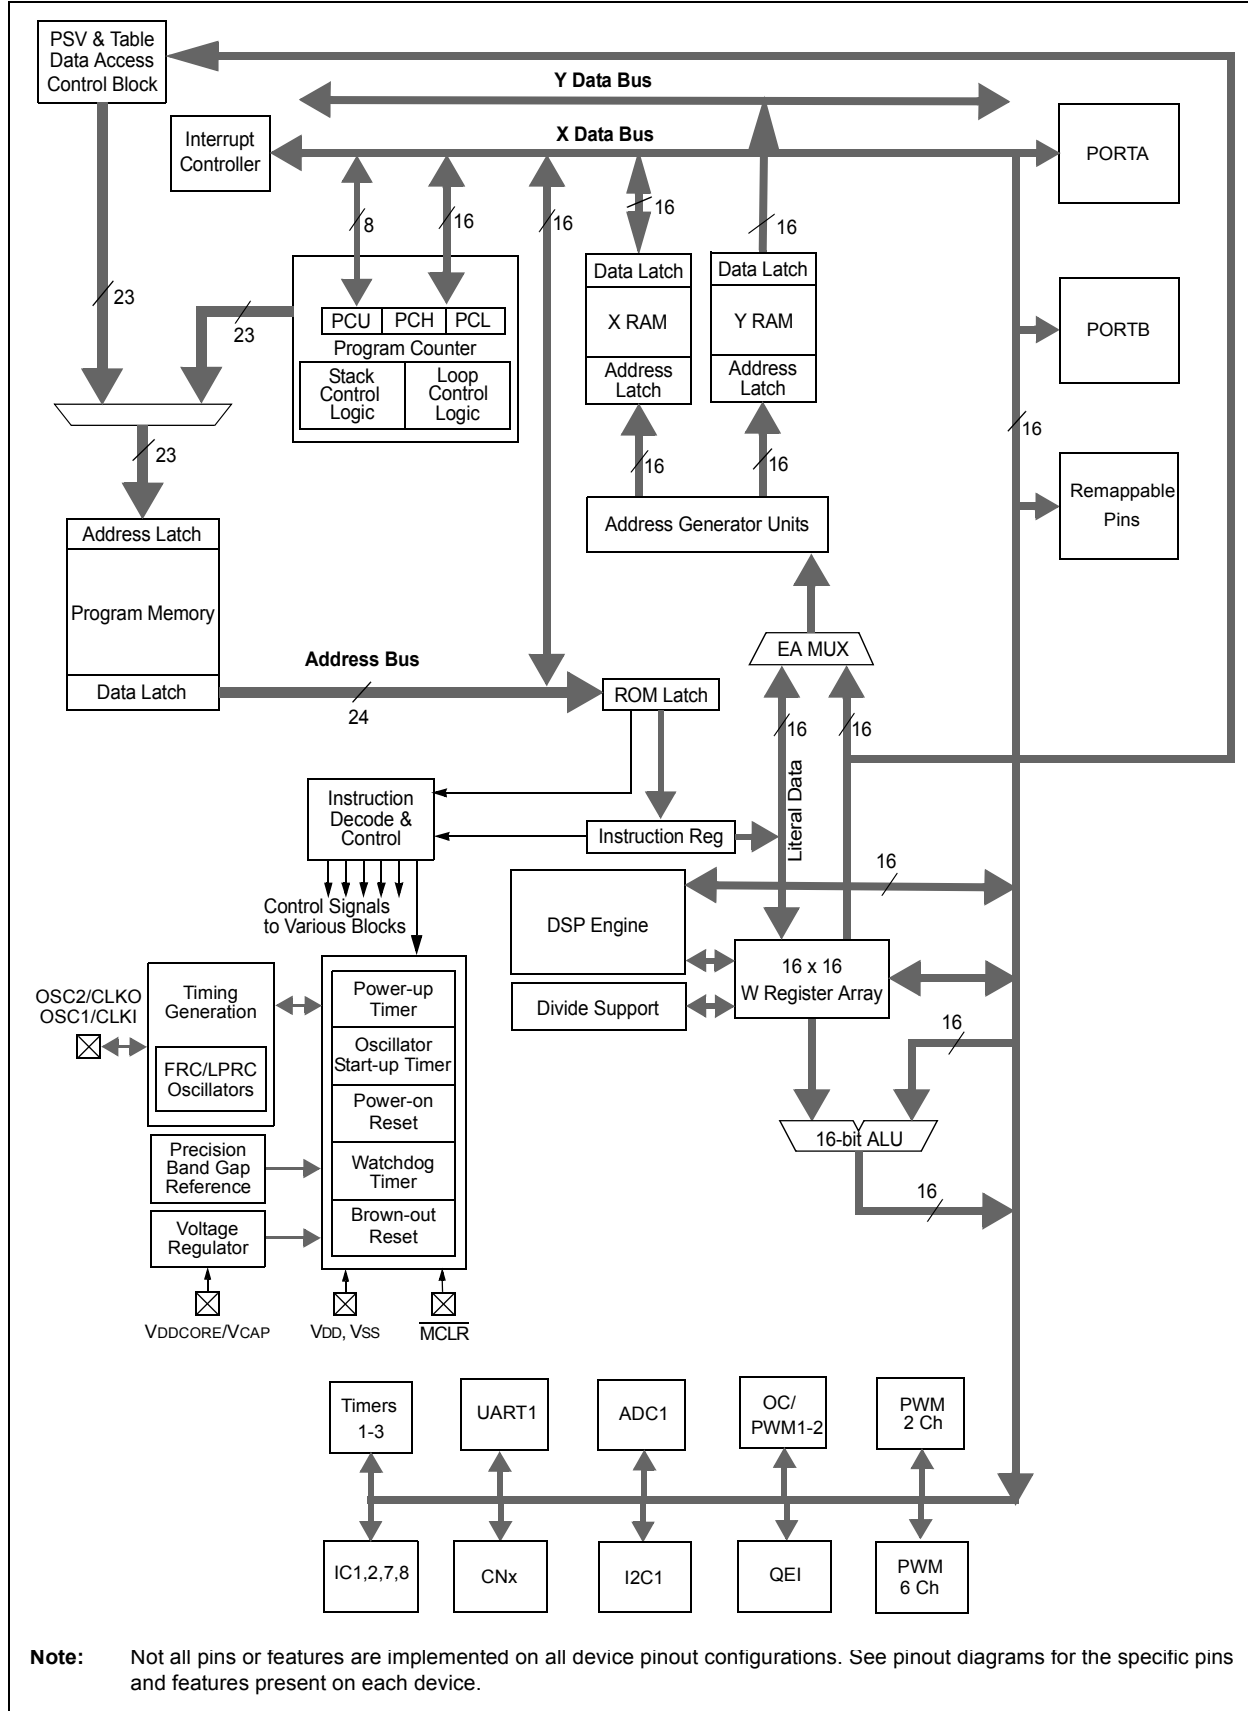 PSV & Table
Data Access
Control Block
Y Data Bus
Interrupt
Controller
X Data Bus
PORTA
8
16
16
16
16
Data Latch
Data Latch
23
23
PCU
PCH
PCL
X RAM
Y RAM
PORTB
Program Counter
Stack
Control
Logic
Loop
Control
Logic
Address
Latch
Address
Latch
16
23
16
16
Remappable
Pins
Address Latch
Address Generator Units
Program Memory
EA MUX
Address Bus
Data Latch
ROM Latch
24
16
16
Literal Data
Instruction
Decode &
Control
Instruction Reg
16
Control Signals
to Various Blocks
DSP Engine
16 x 16
W Register Array
Divide Support
OSC2/CLKO
OSC1/CLKI
Timing
Generation
Power-up
Timer
16
FRC/LPRC
Oscillators
Oscillator
Start-up Timer
Power-on
Reset
16-bit ALU
Precision
Band Gap
Reference
Watchdog
Timer
16
Voltage
Regulator
Brown-out
Reset
VDDCORE/VCAP
VDD, VSS
MCLR
Timers
1-3
UART1
ADC1
OC/
PWM1-2
PWM
2 Ch
IC1,2,7,8
CNx
I2C1
QEI
PWM
6 Ch
Note: Not all pins or features are implemented on all device pinout configurations. See pinout diagrams for the specific pins
and features present on each device.